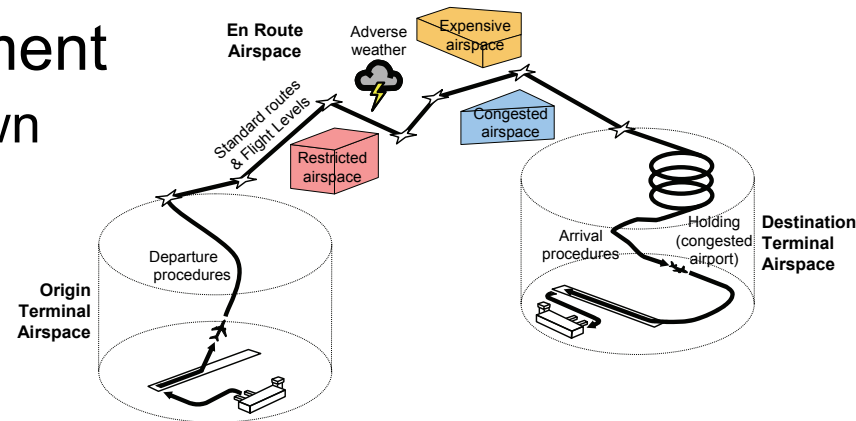 ment
wn
En Route
Airspace
Adverse
weather
Expensive
airspace
Standard routes
& Flight Levels
Restricted
airspace
Congested
airspace
Departure
procedures
Origin
Terminal
Airspace
Arrival
procedures
Holding
(congested
airport)
Destination
Terminal
Airspace